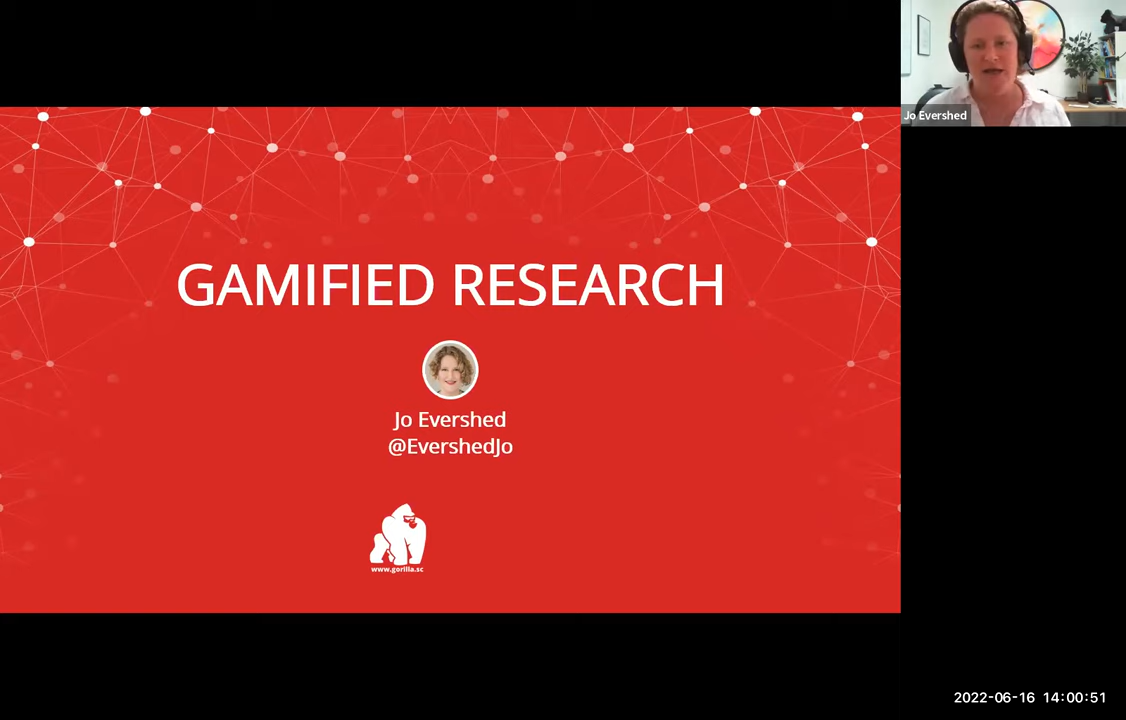 Jo Evershed
GAMIFIED RESEARCH
Jo Evershed
@EvershedJo
www.gorilla.sc
2022-06-16 14:00:51